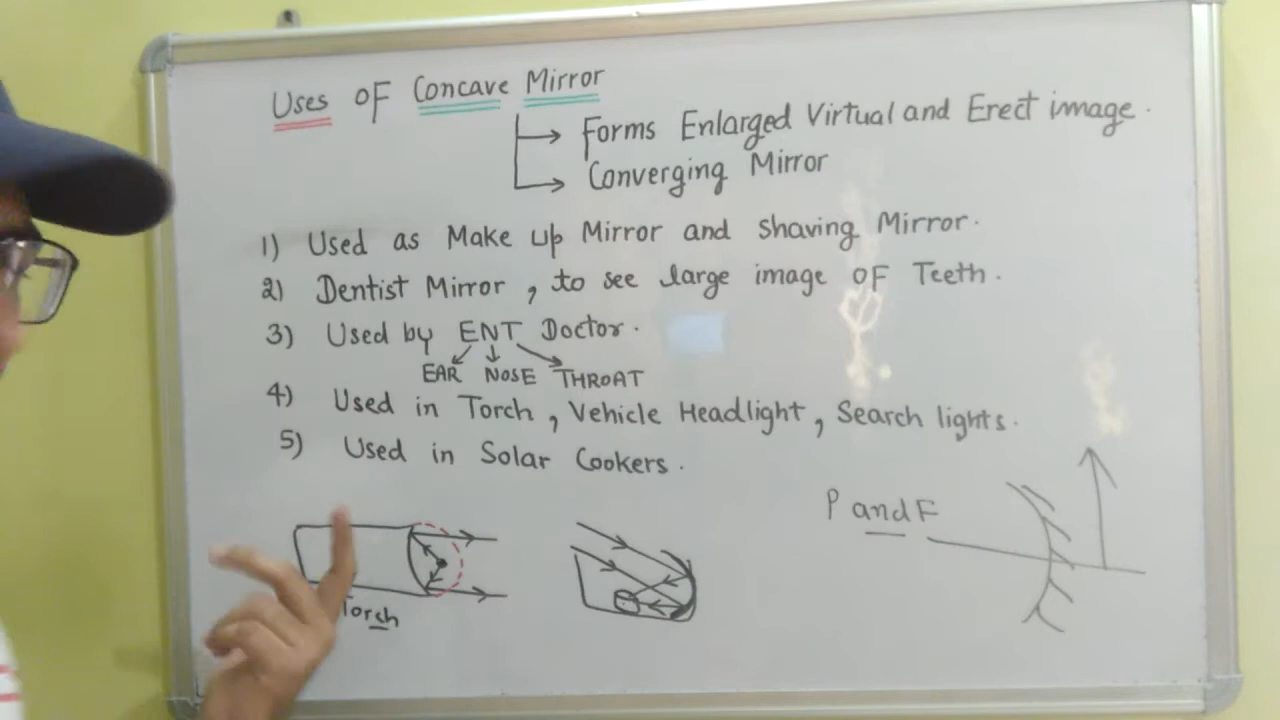 Uses OF Concave Mirror
Forms Enlarged Virtual and Erect image.
Converging Mirror
1) Used as Make up Mirror and shaving Mirror.
2) Dentist Mirror, to see large image OF Teeth.
3) Used by ENT Doctor.
EAR NOSE THROAT
4) Used in Torch, Vehicle Headlight, Search lights.
5) Used in Solar Cookers.
P and F
Torch